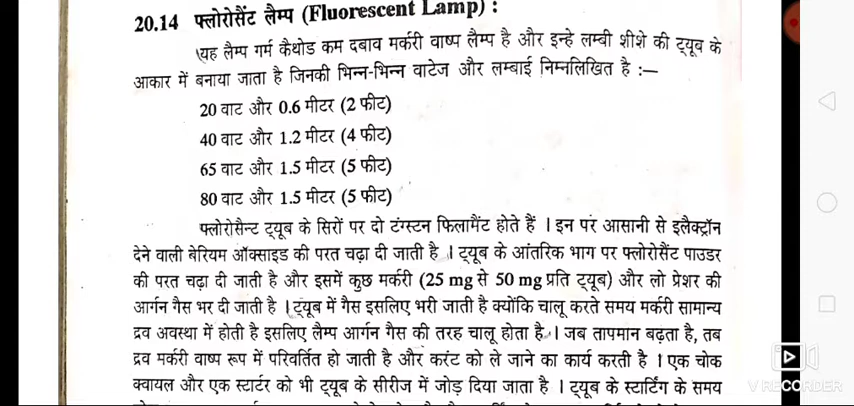 20.14 फ्लोरोसैंट लैम्प (Fluorescent Lamp) :
यह लैम्प गर्म कैथोड कम दबाव मर्करी वाष्प लैम्प है और इन्हे लम्बी शीशे की ट्यूब के
आकार में बनाया जाता है जिनकी भिन्न-भिन्न वाटेज और लम्बाई निम्नलिखित है :—
20 वाट और 0.6 मीटर (2 फीट)
40 वाट और 1.2 मीटर (4 फीट)
65 वाट और 1.5 मीटर (5 फीट)
80 वाट और 1.5 मीटर (5 फीट)
फ्लोरोसैन्ट ट्यूब के सिरों पर दो टंग्स्टन फिलामैंट होते हैं । इन पर आसानी से इलैक्ट्रॉन
देने वाली बेरियम ऑक्साइड की परत चढ़ा दी जाती है । ट्यूब के आंतरिक भाग पर फ्लोरोसैंट पाउडर
की परत चढ़ा दी जाती है और इसमें कुछ मर्करी (25 mg से 50 mg प्रति ट्यूब) और लो प्रेशर की
आर्गन गैस भर दी जाती है । ट्यूब में गैस इसलिए भरी जाती है क्योंकि चालू करते समय मर्करी सामान्य
द्रव अवस्था में होती है इसलिए लैम्प आर्गन गैस की तरह चालू होता है । जब तापमान बढ़ता है, तब
द्रव मर्करी वाष्प रूप में परिवर्तित हो जाती है और करंट को ले जाने का कार्य करती है । एक चोक
क्वायल और एक स्टार्टर को भी ट्यूब के सीरीज में जोड़ दिया जाता है । ट्यूब के स्टार्टिंग के समय
V RECORDER